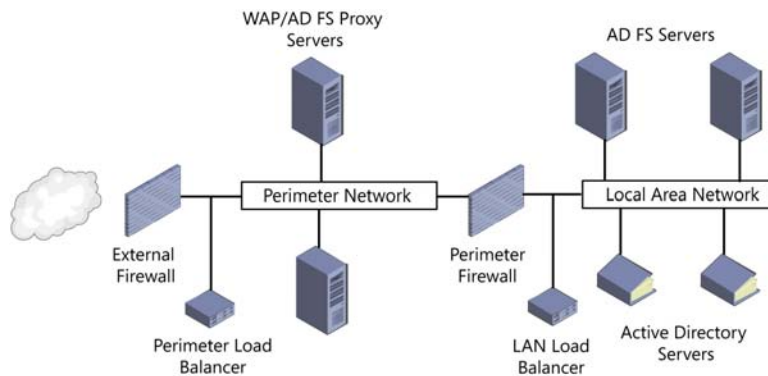 WAP/AD FS Proxy
Servers
AD FS Servers
Perimeter Network
Local Area Network
External
Firewall
Perimeter
Firewall
Perimeter Load
Balancer
LAN Load
Balancer
Active Directory
Servers